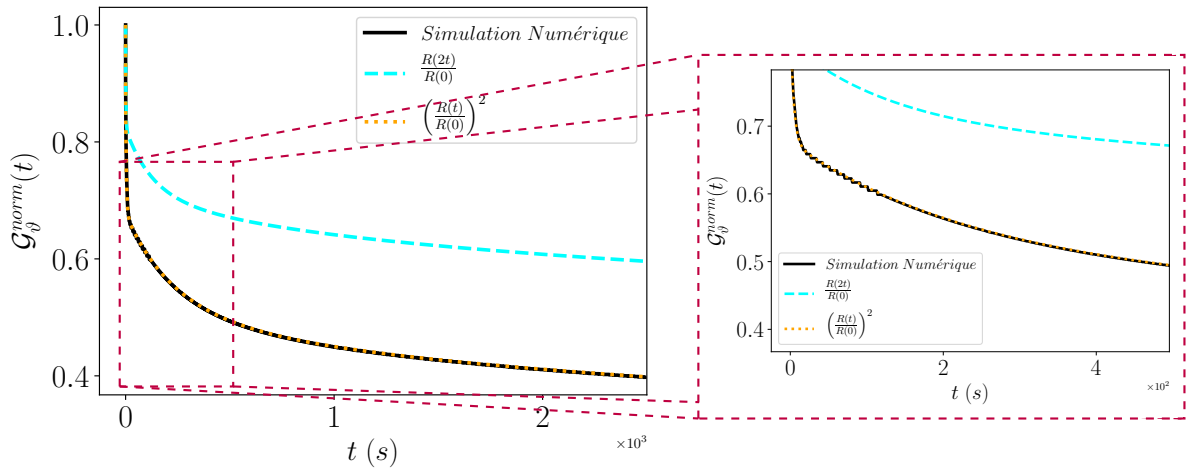 1.0
0.8
0.6
0.4
𝒢_ϑ^{norm}(t)
Simulation Numérique
R(2t)/R(0)
(R(t)/R(0))²
0
1
2
×10³
t (s)
0.7
0.6
0.5
0.4
𝒢_ϑ^{norm}(t)
Simulation Numérique
R(2t)/R(0)
(R(t)/R(0))²
0
2
4
×10²
t (s)